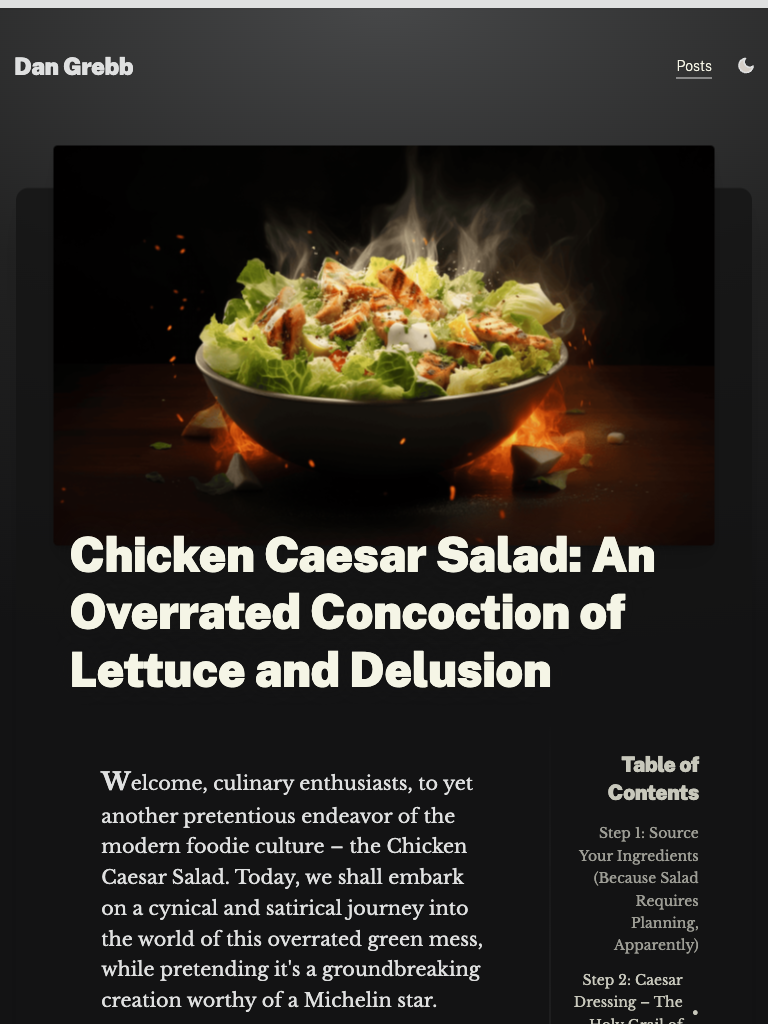 Dan Grebb
Posts
Chicken Caesar Salad: An
Overrated Concoction of
Lettuce and Delusion
Welcome, culinary enthusiasts, to yet
another pretentious endeavor of the
modern foodie culture – the Chicken
Caesar Salad. Today, we shall embark
on a cynical and satirical journey into
the world of this overrated green mess,
while pretending it's a groundbreaking
creation worthy of a Michelin star.
Table of
Contents
Step 1: Source
Your Ingredients
(Because Salad
Requires
Planning,
Apparently)
Step 2: Caesar
Dressing – The
Holy Grail of